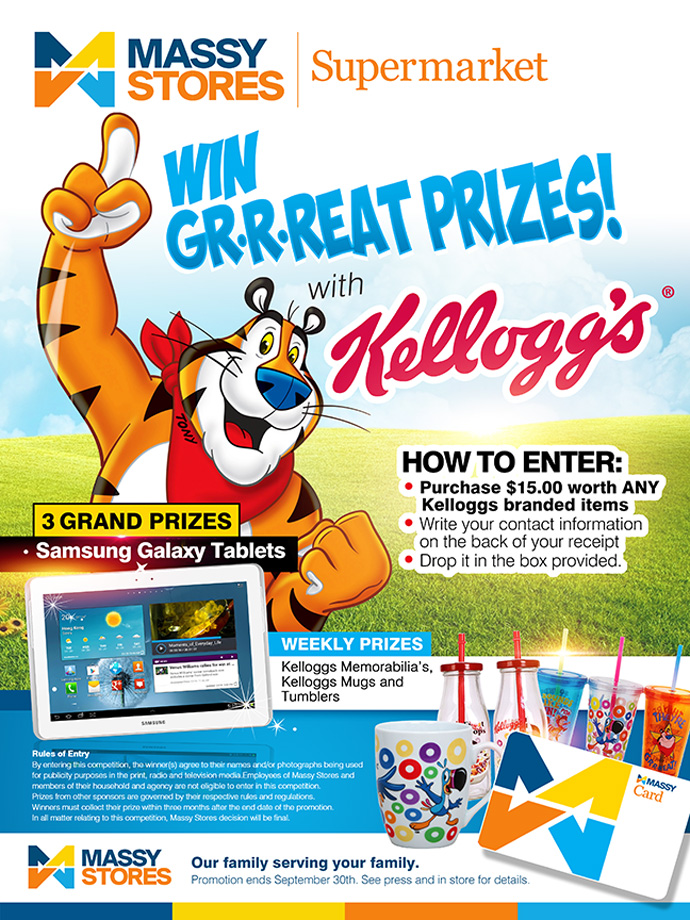 MASSY
STORES
Supermarket
WIN
GR·R·REAT PRIZES!
with
Kellogg's®
TONY
HOW TO ENTER:
• Purchase $15.00 worth ANY
Kelloggs branded items
• Write your contact information
on the back of your receipt
• Drop it in the box provided.
3 GRAND PRIZES
• Samsung Galaxy Tablets
SAMSUNG
WEEKLY PRIZES
Kelloggs Memorabilia's,
Kelloggs Mugs and
Tumblers
Rules of Entry
By entering this competition, the winner(s) agree to their names and/or photographs being used
for publicity purposes in the print, radio and television media.Employees of Massy Stores and
members of their household and agency are not eligible to enter in this competition.
Prizes from other sponsors are governed by their respective rules and regulations.
Winners must collect their prize within three months after the end date of the promotion.
In all matter relating to this competition, Massy Stores decision will be final.
MASSY
Card
MASSY
STORES
Our family serving your family.
Promotion ends September 30th. See press and in store for details.